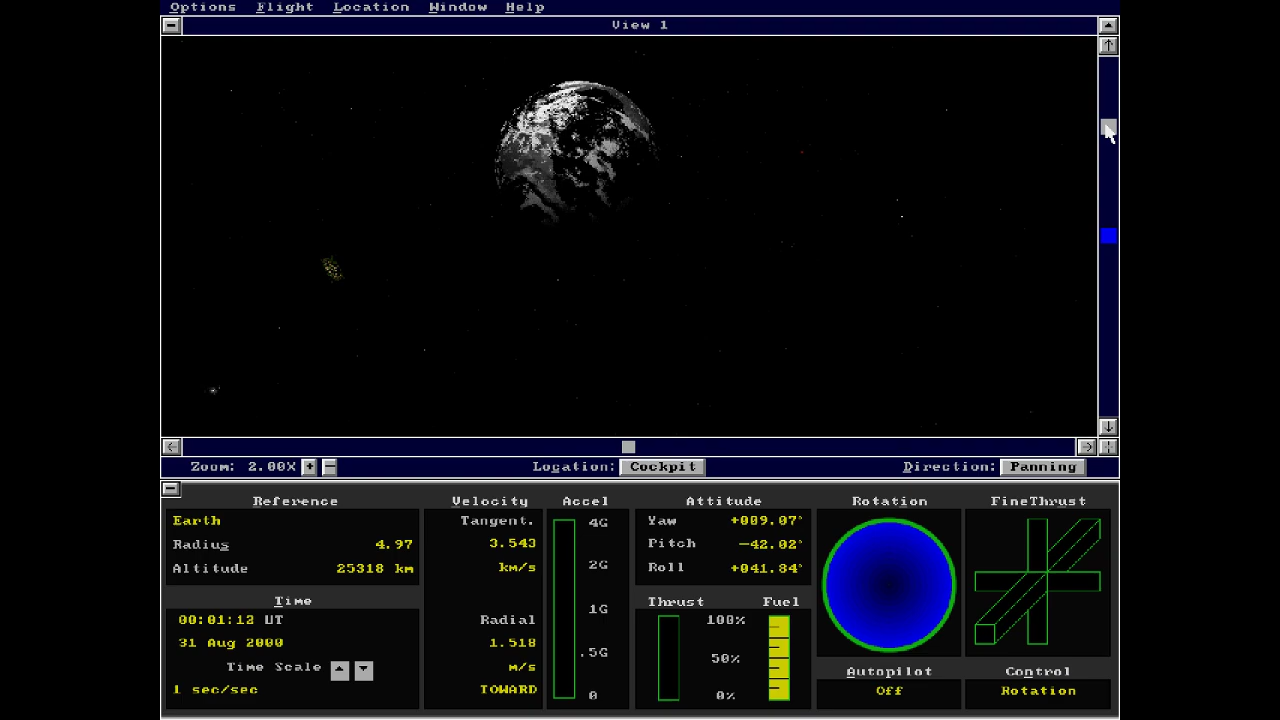 Options Flight Location Window Help
View 1
Zoom: 2.00X + − Location: Cockpit Direction: Panning
Reference Velocity Accel Attitude Rotation FineThrust
Earth Tangent. 4G Yaw +009.07°
Radius 4.97 3.543 Pitch −42.02°
Altitude 25318 km km/s 2G Roll +041.84°
Time 1G Thrust Fuel
00:01:12 UT Radial 100%
31 Aug 2000 1.518 .5G 50%
Time Scale m/s Autopilot Control
1 sec/sec TOWARD 0 0% Off Rotation